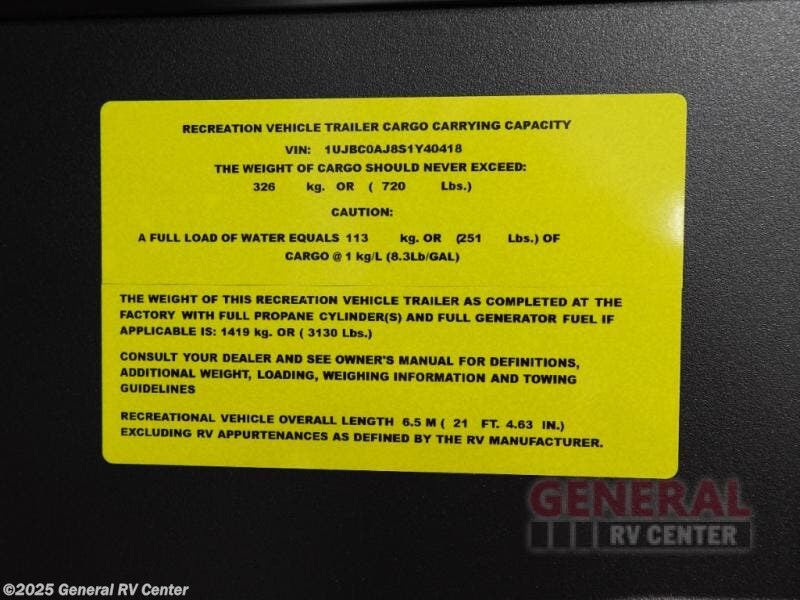 RECREATION VEHICLE TRAILER CARGO CARRYING CAPACITY
VIN: 1UJBC0AJ8S1Y40418
THE WEIGHT OF CARGO SHOULD NEVER EXCEED:
326 kg. OR ( 720 Lbs.)
CAUTION:
A FULL LOAD OF WATER EQUALS 113 kg. OR (251 Lbs.) OF
CARGO @ 1 kg/L (8.3Lb/GAL)
THE WEIGHT OF THIS RECREATION VEHICLE TRAILER AS COMPLETED AT THE
FACTORY WITH FULL PROPANE CYLINDER(S) AND FULL GENERATOR FUEL IF
APPLICABLE IS: 1419 kg. OR ( 3130 Lbs.)
CONSULT YOUR DEALER AND SEE OWNER'S MANUAL FOR DEFINITIONS,
ADDITIONAL WEIGHT, LOADING, WEIGHING INFORMATION AND TOWING
GUIDELINES
RECREATIONAL VEHICLE OVERALL LENGTH 6.5 M ( 21 FT. 4.63 IN.)
EXCLUDING RV APPURTENANCES AS DEFINED BY THE RV MANUFACTURER.
GENERAL
RV CENTER
©2025 General RV Center